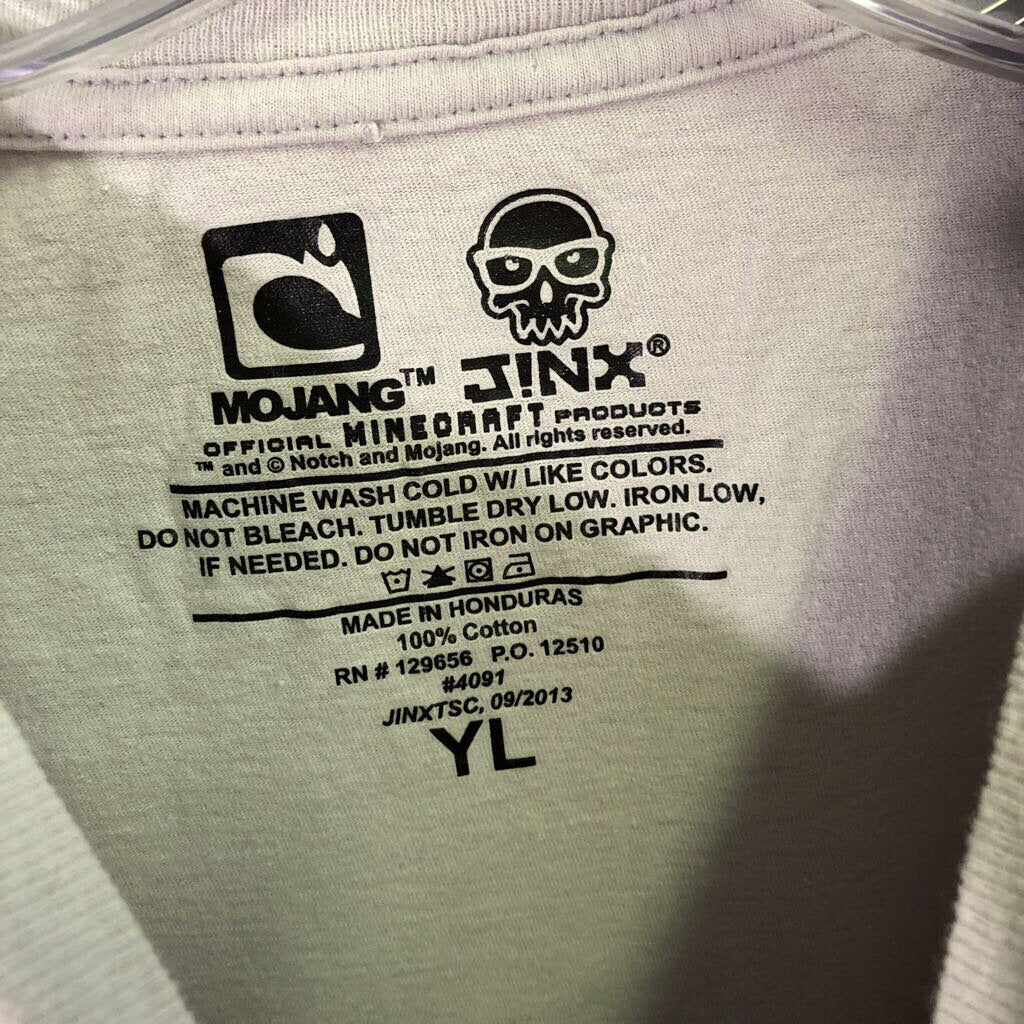 MOJANG™ J!NX®
OFFICIAL MINECRAFT PRODUCTS
™ and © Notch and Mojang. All rights reserved.
MACHINE WASH COLD W/ LIKE COLORS.
DO NOT BLEACH. TUMBLE DRY LOW. IRON LOW,
IF NEEDED. DO NOT IRON ON GRAPHIC.
MADE IN HONDURAS
100% Cotton
RN # 129656 P.O. 12510
#4091
JINXTSC, 09/2013
YL